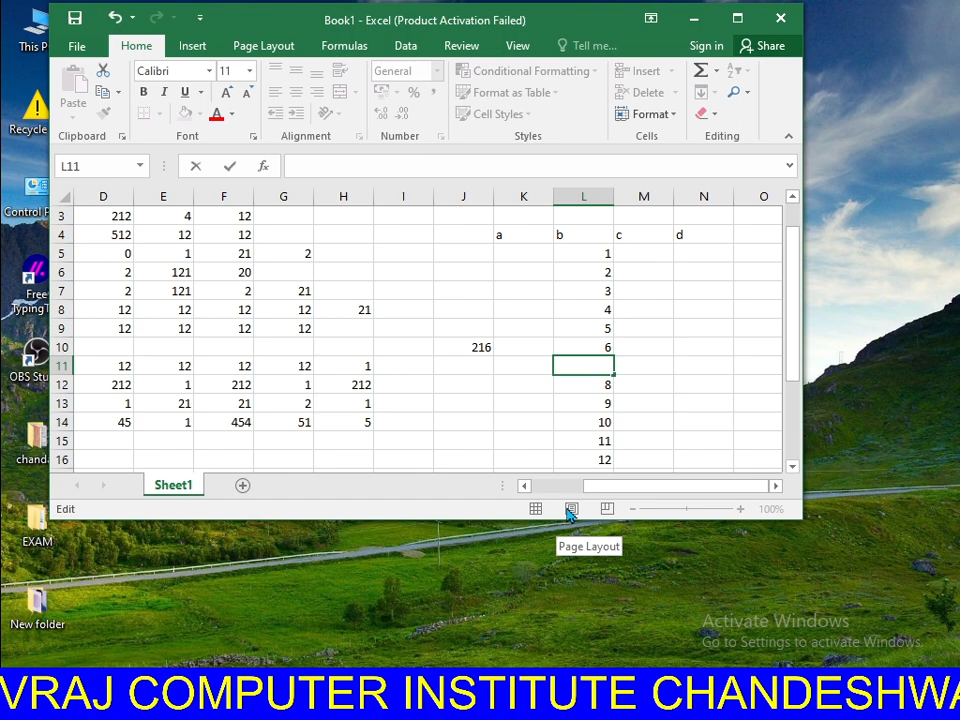 Book1 - Excel (Product Activation Failed)
File Home Insert Page Layout Formulas Data Review View Tell me... Sign in Share
Calibri 11 General Conditional Formatting Insert
Paste B I U A A % , Format as Table Delete
A Cell Styles Format
Clipboard Font Alignment Number Styles Cells Editing
L11 fx
D E F G H I J K L M N O
3 212 4 12
4 512 12 12 a b c d
5 0 1 21 2 1
6 2 121 20 2
7 2 121 2 21 3
8 12 12 12 12 21 4
9 12 12 12 12 5
10 216 6
11 12 12 12 12 1
12 212 1 212 1 212 8
13 1 21 21 2 1 9
14 45 1 454 51 5 10
15 11
16 12
Sheet1
Edit 100%
Page Layout
This P
Recycle
Control P
Free
TypingT
OBS Stu
chand
EXAM
New folder
Activate Windows
Go to Settings to activate Windows.
VRAJ COMPUTER INSTITUTE CHANDESHWA